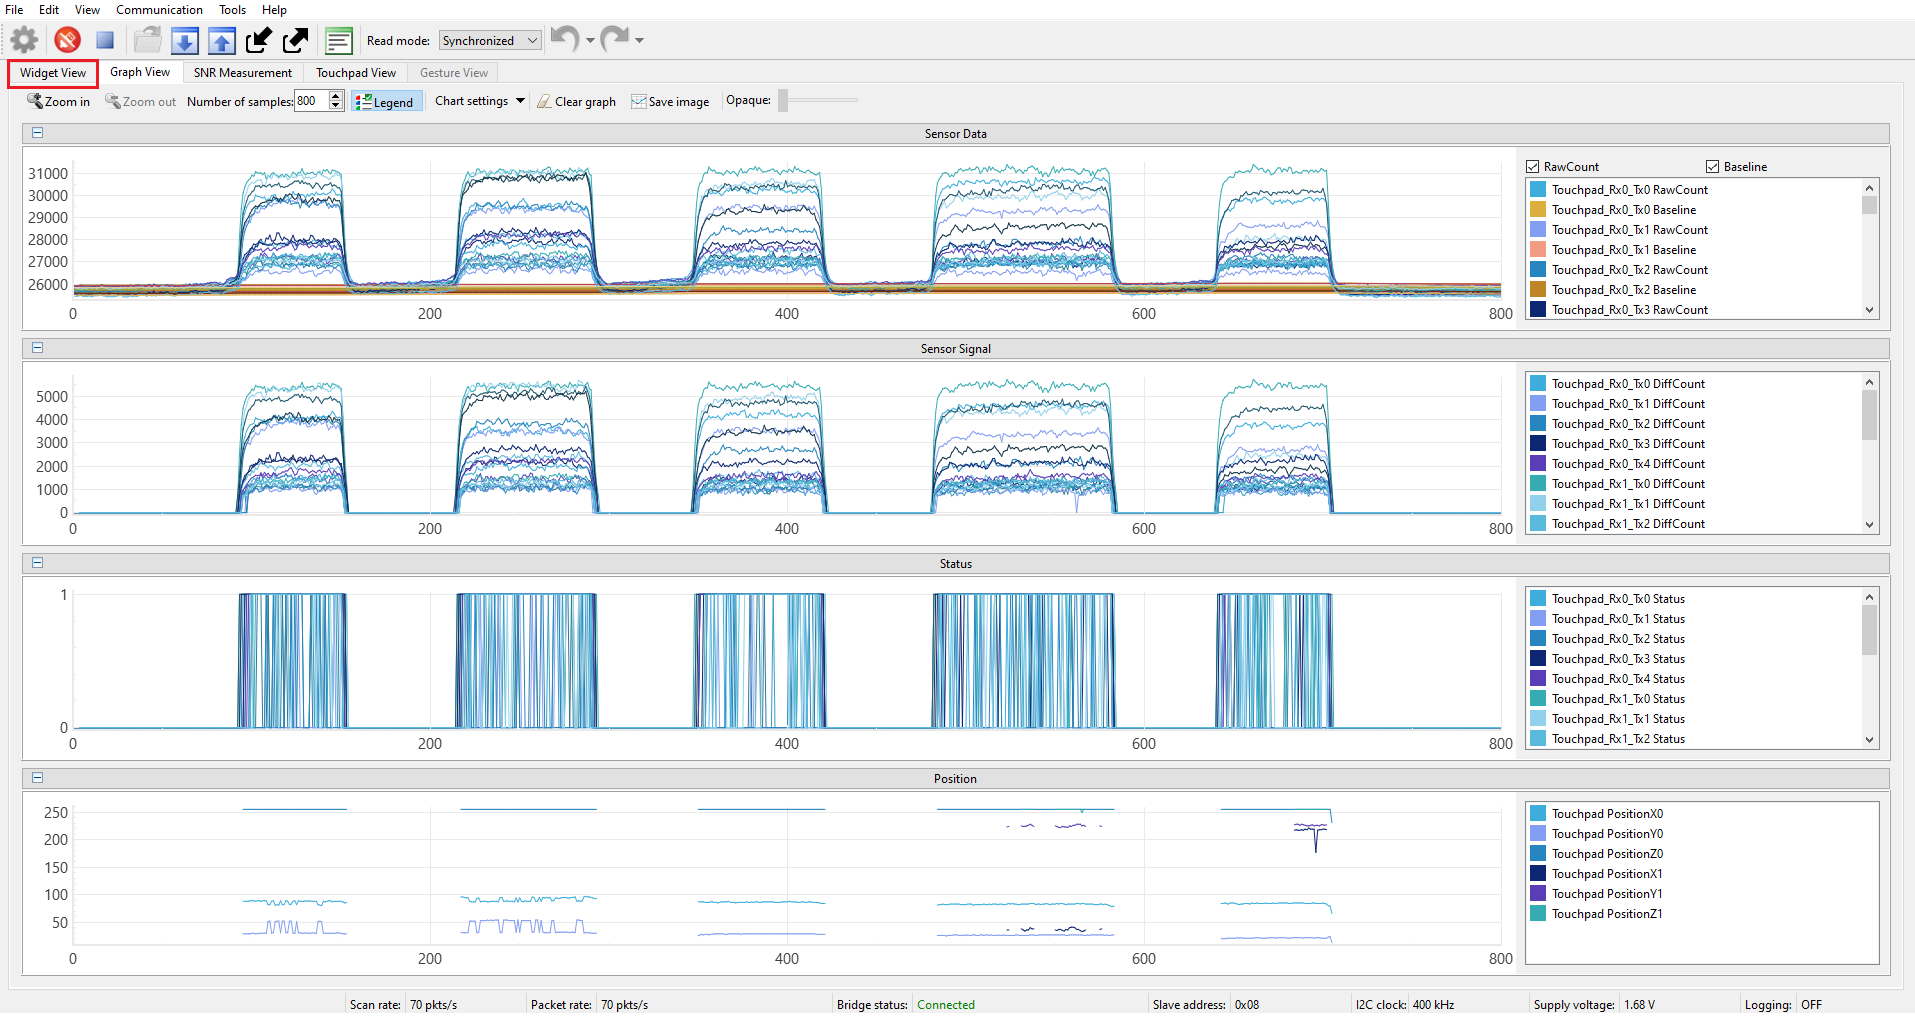 File Edit View Communication Tools Help
Read mode: Synchronized
Widget View Graph View SNR Measurement Touchpad View Gesture View
Zoom in Zoom out Number of samples: 800 Legend Chart settings Clear graph Save image Opaque:
Sensor Data
31000
30000
29000
28000
27000
26000
0 200 400 600 800
RawCount Baseline
Touchpad_Rx0_Tx0 RawCount
Touchpad_Rx0_Tx0 Baseline
Touchpad_Rx0_Tx1 RawCount
Touchpad_Rx0_Tx1 Baseline
Touchpad_Rx0_Tx2 RawCount
Touchpad_Rx0_Tx2 Baseline
Touchpad_Rx0_Tx3 RawCount
Sensor Signal
5000
4000
3000
2000
1000
0
0 200 400 600 800
Touchpad_Rx0_Tx0 DiffCount
Touchpad_Rx0_Tx1 DiffCount
Touchpad_Rx0_Tx2 DiffCount
Touchpad_Rx0_Tx3 DiffCount
Touchpad_Rx0_Tx4 DiffCount
Touchpad_Rx1_Tx0 DiffCount
Touchpad_Rx1_Tx1 DiffCount
Touchpad_Rx1_Tx2 DiffCount
Status
1
0
0 200 400 600 800
Touchpad_Rx0_Tx0 Status
Touchpad_Rx0_Tx1 Status
Touchpad_Rx0_Tx2 Status
Touchpad_Rx0_Tx3 Status
Touchpad_Rx0_Tx4 Status
Touchpad_Rx1_Tx0 Status
Touchpad_Rx1_Tx1 Status
Touchpad_Rx1_Tx2 Status
Position
250
200
150
100
50
0 200 400 600 800
Touchpad PositionX0
Touchpad PositionY0
Touchpad PositionZ0
Touchpad PositionX1
Touchpad PositionY1
Touchpad PositionZ1
Scan rate: 70 pkts/s Packet rate: 70 pkts/s Bridge status: Connected Slave address: 0x08 I2C clock: 400 kHz Supply voltage: 1.68 V Logging: OFF